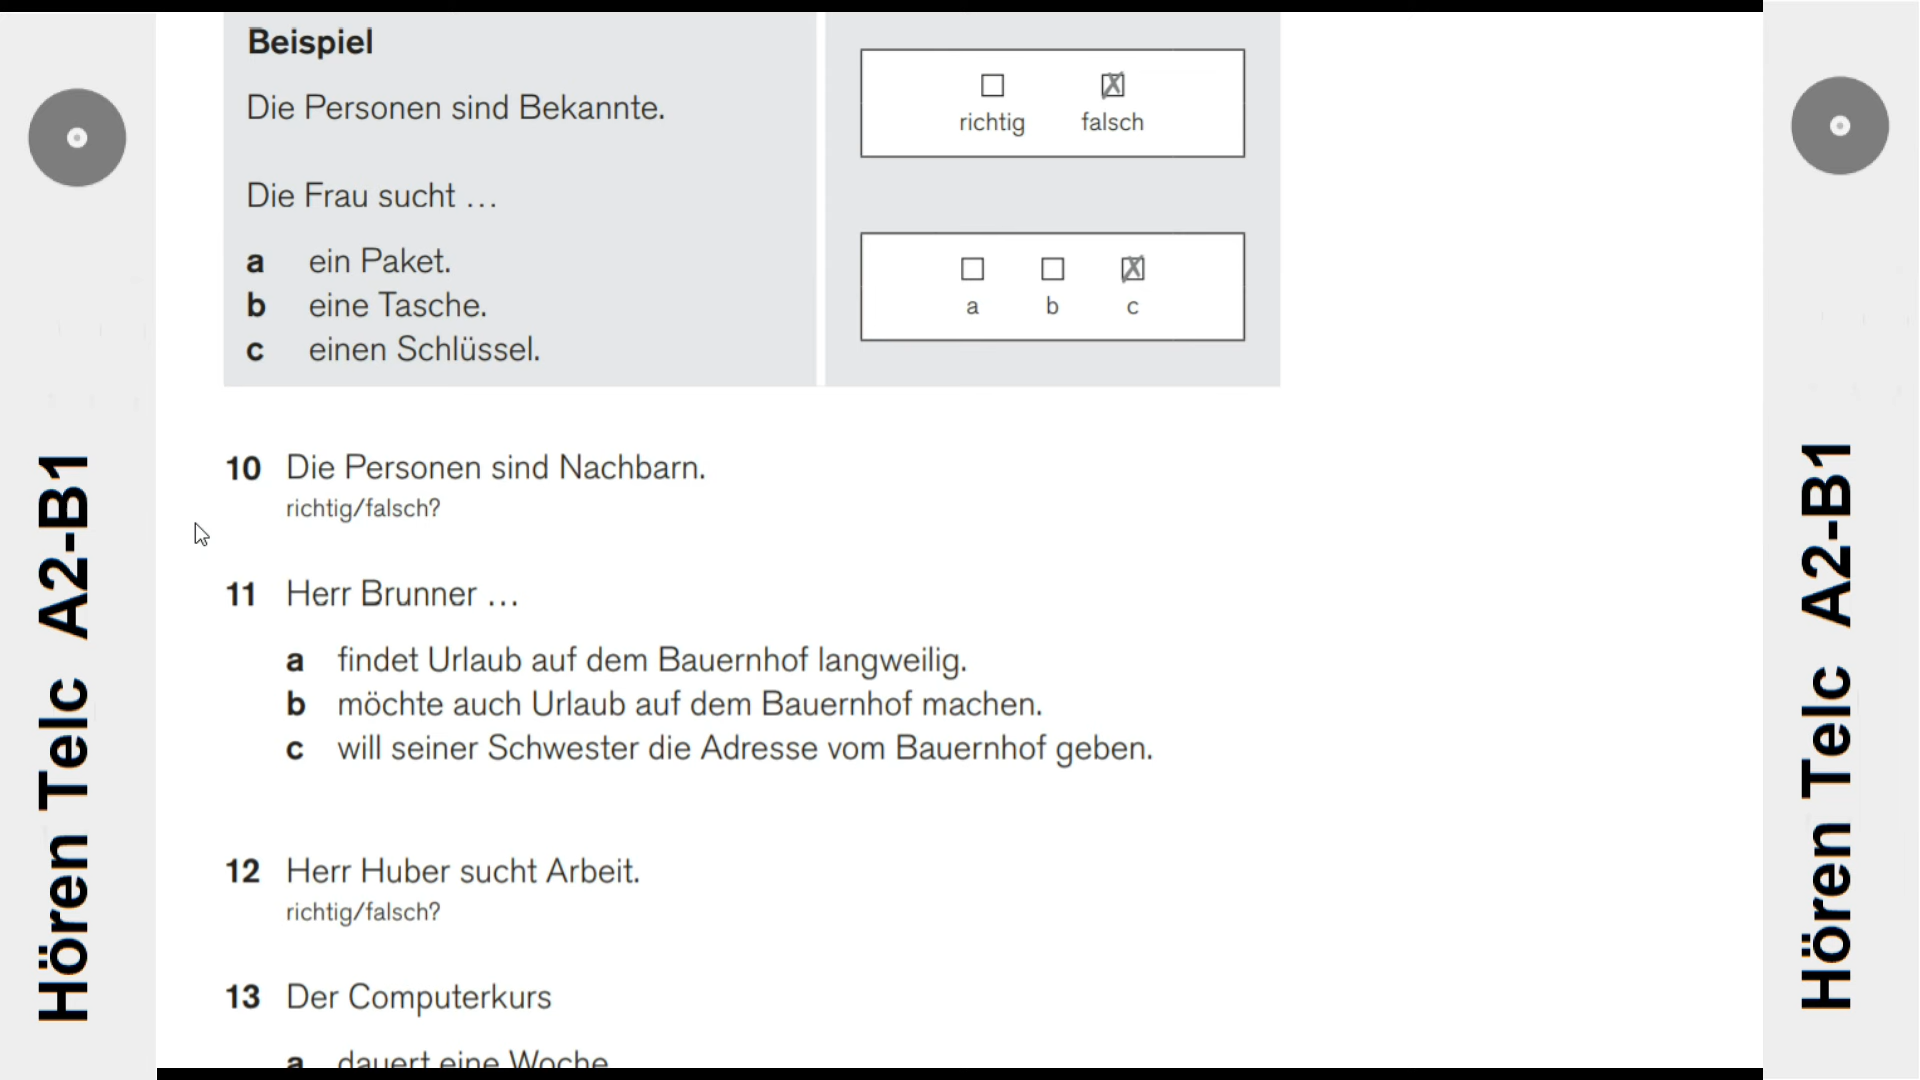 Beispiel
Die Personen sind Bekannte.
richtig falsch
Die Frau sucht …
a ein Paket.
b eine Tasche.
c einen Schlüssel.
a b c
10 Die Personen sind Nachbarn.
richtig/falsch?
11 Herr Brunner …
a findet Urlaub auf dem Bauernhof langweilig.
b möchte auch Urlaub auf dem Bauernhof machen.
c will seiner Schwester die Adresse vom Bauernhof geben.
12 Herr Huber sucht Arbeit.
richtig/falsch?
13 Der Computerkurs
a dauert eine Woche
Hören Telc A2-B1
Hören Telc A2-B1